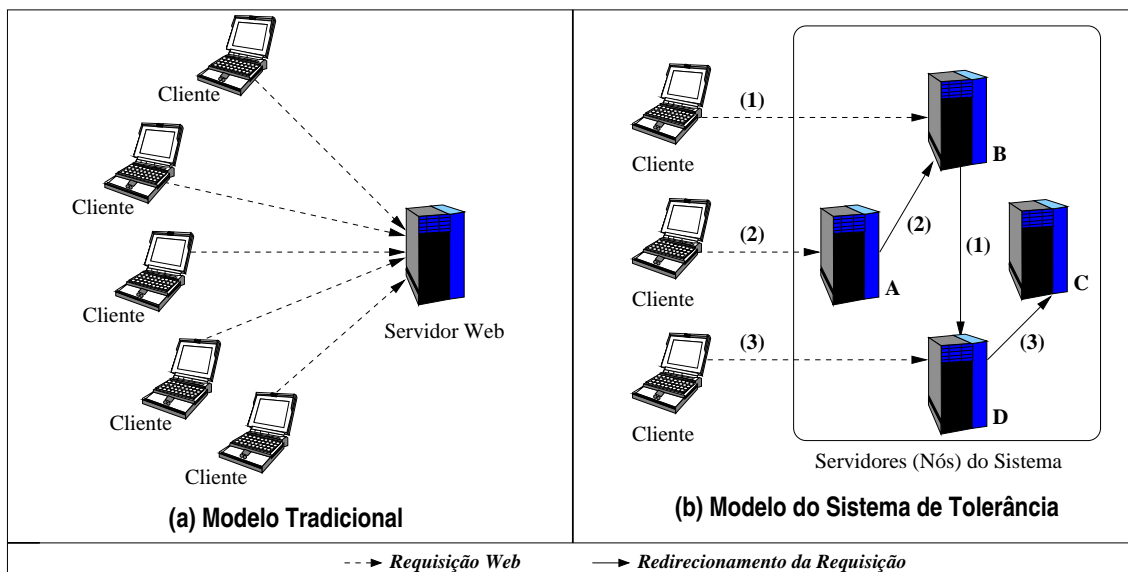 Cliente
Cliente
Cliente
Cliente
Cliente
Servidor Web
(a) Modelo Tradicional
(1)
Cliente
B
(2)
Cliente
(2)
A
(1)
C
(3)
Cliente
(3)
D
Servidores (Nós) do Sistema
(b) Modelo do Sistema de Tolerância
Requisição Web
Redirecionamento da Requisição